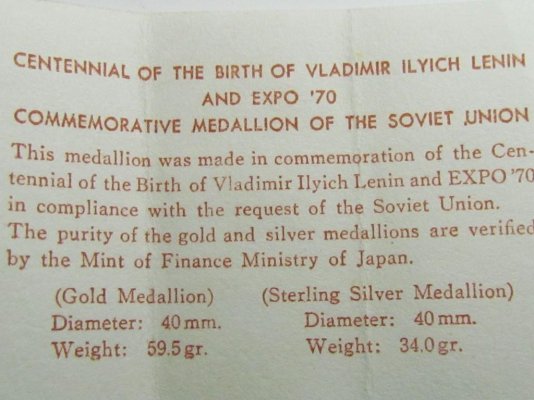 CENTENNIAL OF THE BIRTH OF VLADIMIR ILYICH LENIN
AND EXPO '70
COMMEMORATIVE MEDALLION OF THE SOVIET UNION
This medallion was made in commemoration of the Cen-
tennial of the Birth of Vladimir Ilyich Lenin and EXPO '70
in compliance with the request of the Soviet Union.
The purity of the gold and silver medallions are verified
by the Mint of Finance Ministry of Japan.
(Gold Medallion) (Sterling Silver Medallion)
Diameter: 40 mm. Diameter: 40 mm.
Weight: 59.5 gr. Weight: 34.0 gr.